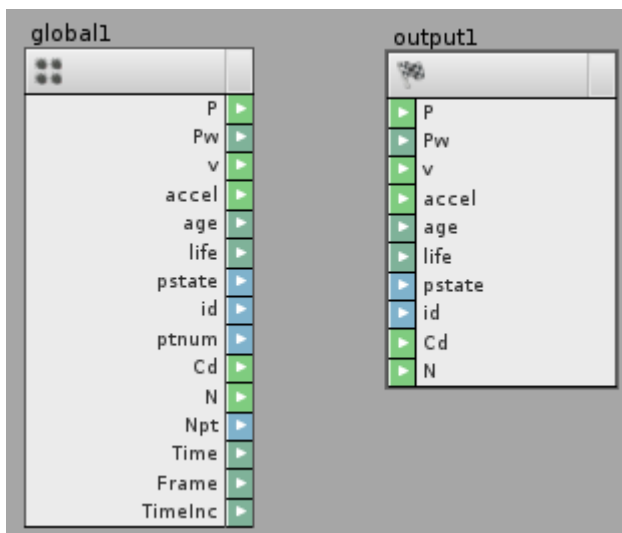 global1
P
Pw
v
accel
age
life
pstate
id
ptnum
Cd
N
Npt
Time
Frame
TimeInc
output1
P
Pw
v
accel
age
life
pstate
id
Cd
N